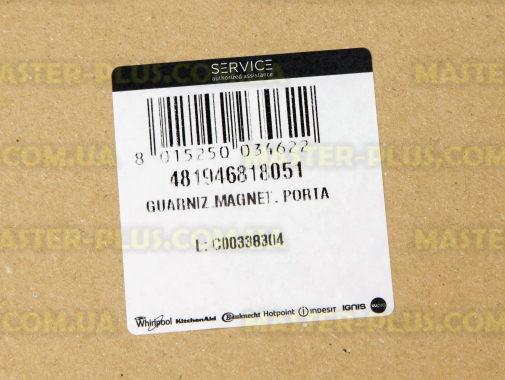 SERVICE
authorized assistance
8 015250 034622
481946818051
GUARNIZ.MAGNET. PORTA
L: C00338304
Whirlpool KitchenAid Bauknecht Hotpoint indesit IGNIS
MASTER-PLUS.COM.UA